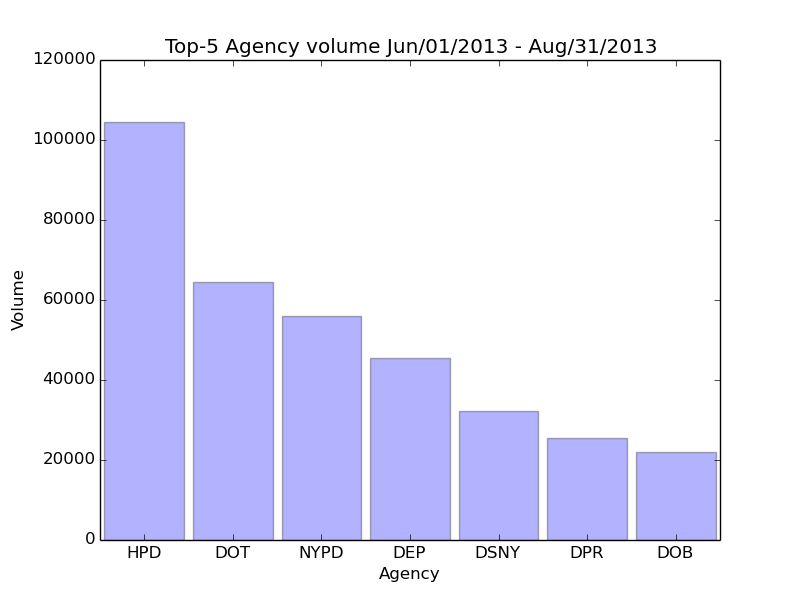 Top-5 Agency volume Jun/01/2013 - Aug/31/2013
120000
100000
80000
60000
40000
20000
0
Volume
HPD DOT NYPD DEP DSNY DPR DOB
Agency